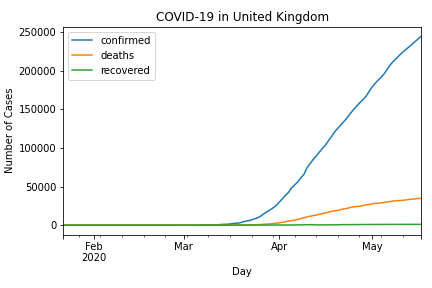 COVID-19 in United Kingdom
confirmed
deaths
recovered
Number of Cases
250000
200000
150000
100000
50000
0
Feb
2020
Mar
Apr
May
Day